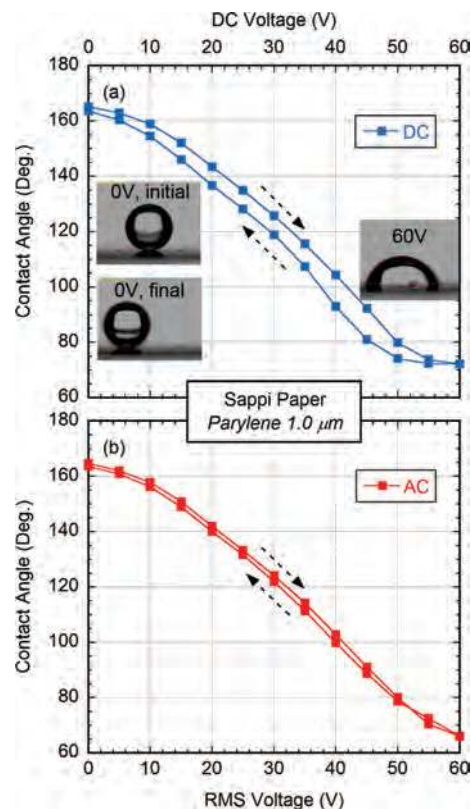 DC Voltage (V)
0 10 20 30 40 50 60
180
160
140
120
100
80
60
Contact Angle (Deg.)
(a)
DC
0V, initial
0V, final
60V
Sappi Paper
Parylene 1.0 μm
180
160
140
120
100
80
60
Contact Angle (Deg.)
(b)
AC
0 10 20 30 40 50 60
RMS Voltage (V)